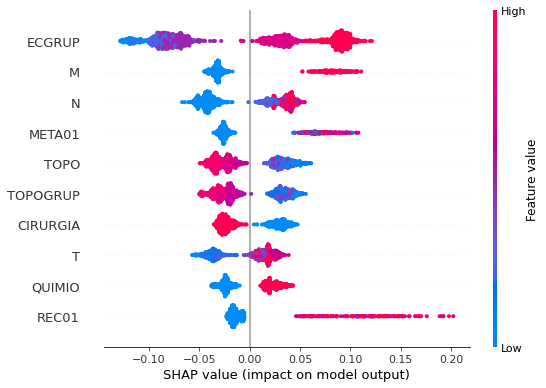 High
ECGRUP
M
N
META01
TOPO
TOPOGRUP
CIRURGIA
T
QUIMIO
REC01
Feature value
Low
−0.10 −0.05 0.00 0.05 0.10 0.15 0.20
SHAP value (impact on model output)